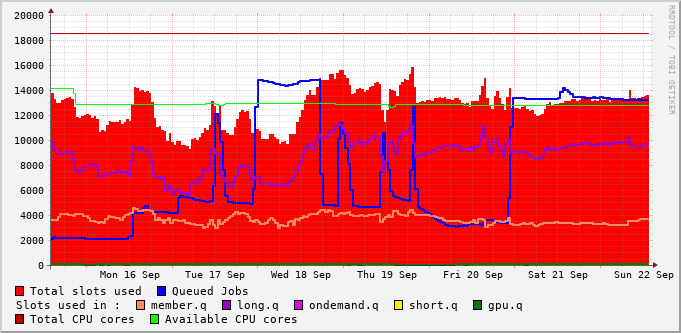 20000
18000
16000
14000
12000
10000
8000
6000
4000
2000
0
Mon 16 Sep Tue 17 Sep Wed 18 Sep Thu 19 Sep Fri 20 Sep Sat 21 Sep Sun 22 Sep
RRDTOOL / TOBI OETIKER
Total slots used Queued Jobs
Slots used in : member.q long.q ondemand.q short.q gpu.q
Total CPU cores Available CPU cores